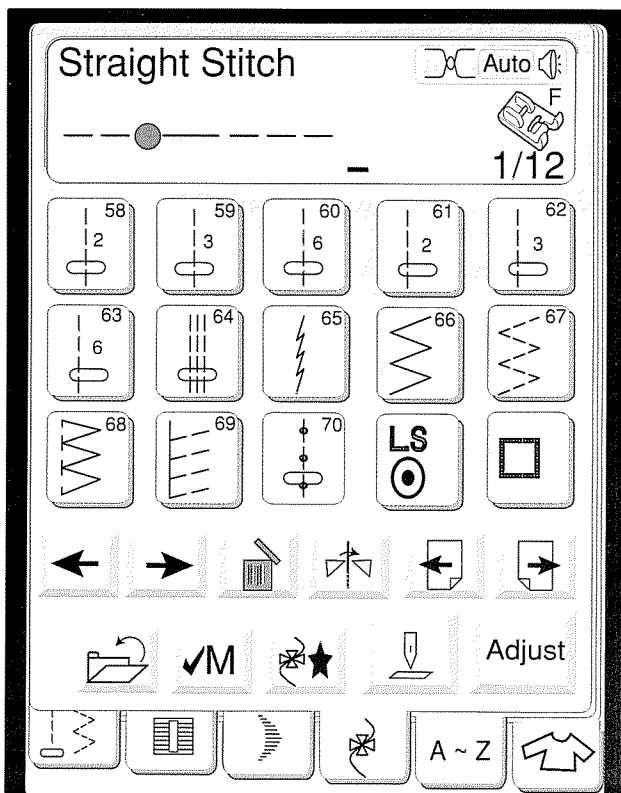 Straight Stitch Auto
F
1/12
58 59 60 61 62
2 3 6 2 3
63 64 65 66 67
6
68 69 70 L.S
✔M Adjust
A ~ Z